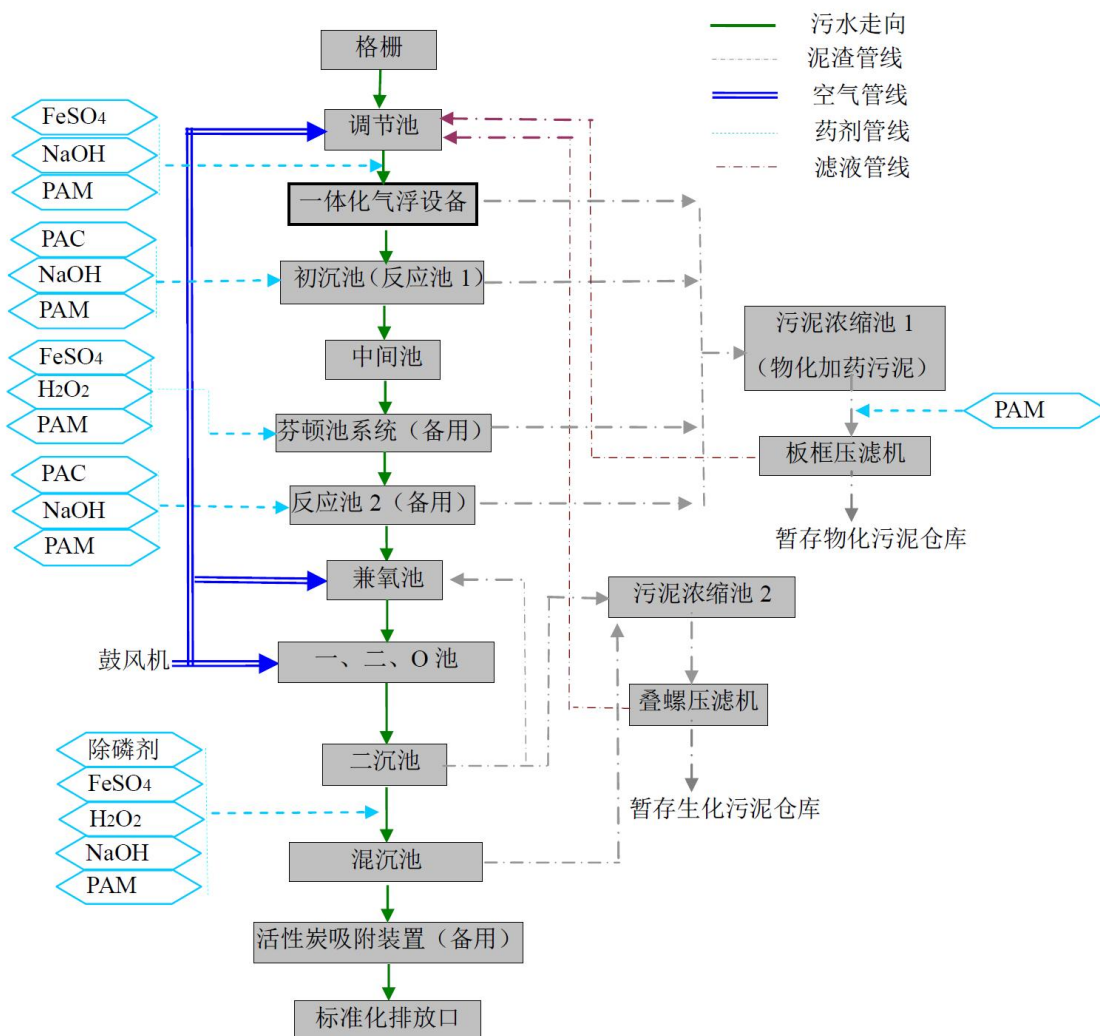 格栅
污水走向
泥渣管线
空气管线
药剂管线
滤液管线
FeSO4
NaOH
PAM
调节池
一体化气浮设备
PAC
NaOH
PAM
初沉池（反应池 1）
中间池
FeSO4
H2O2
PAM
芬顿池系统（备用）
PAC
NaOH
PAM
反应池 2（备用）
污泥浓缩池 1
（物化加药污泥）
PAM
板框压滤机
暂存物化污泥仓库
兼氧池
鼓风机
一、二、O 池
污泥浓缩池 2
叠螺压滤机
暂存生化污泥仓库
二沉池
除磷剂
FeSO4
H2O2
NaOH
PAM
混沉池
活性炭吸附装置（备用）
标准化排放口